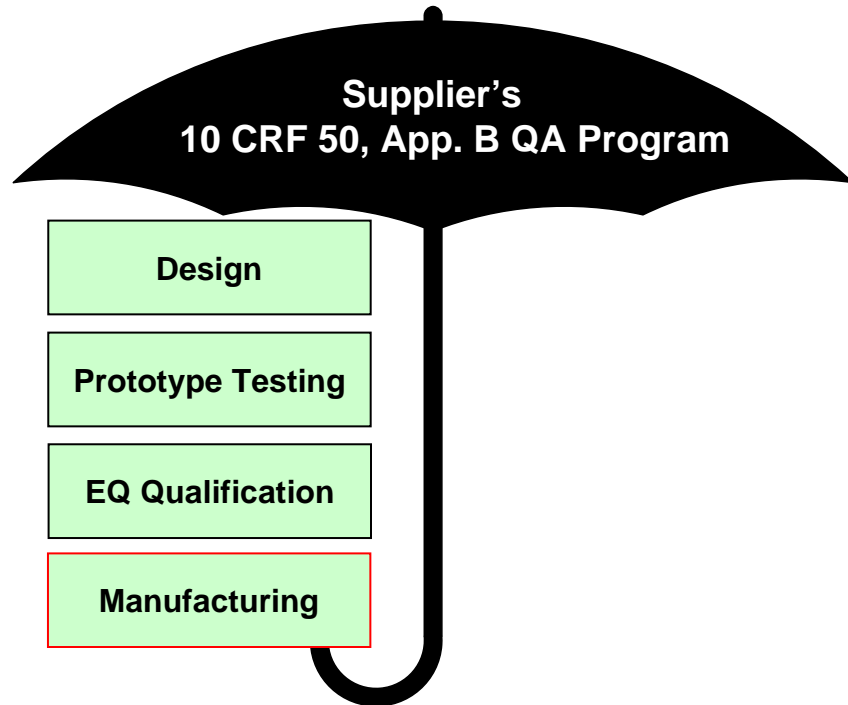 Supplier’s
10 CRF 50, App. B QA Program
Design
Prototype Testing
EQ Qualification
Manufacturing